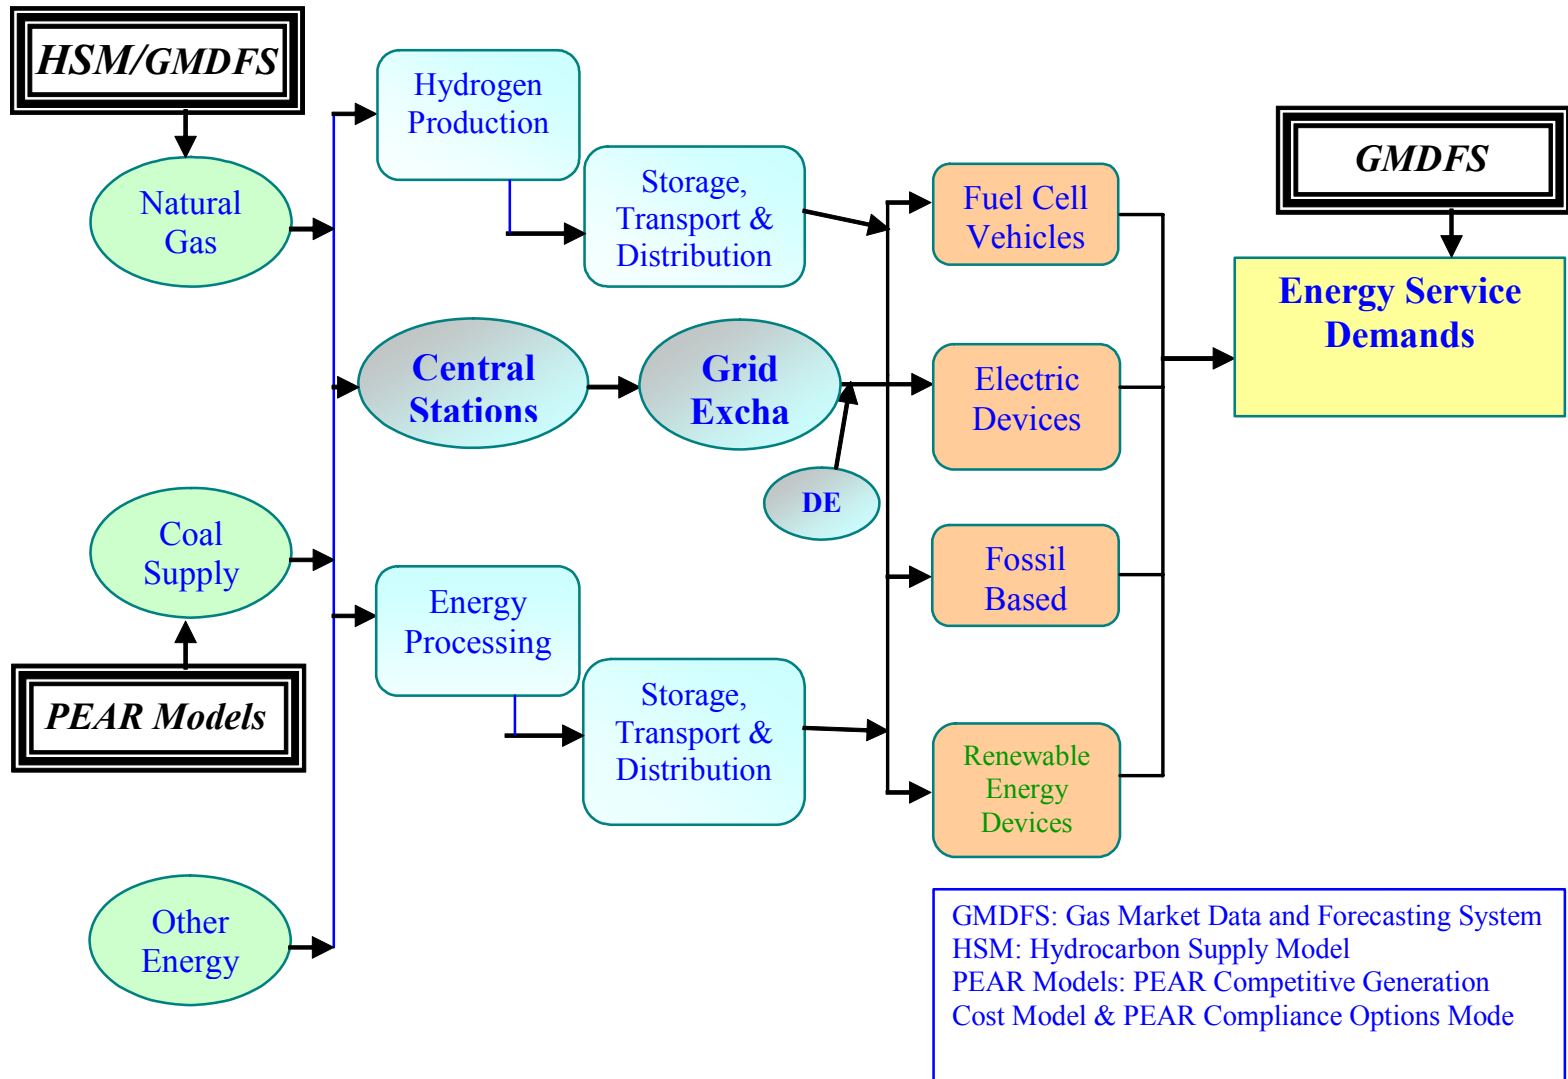 HSM/GMDFS
Natural
Gas
Coal
Supply
PEAR Models
Other
Energy
Hydrogen
Production
Storage,
Transport &
Distribution
Central
Stations
Grid
Excha
DE
Energy
Processing
Storage,
Transport &
Distribution
Fuel Cell
Vehicles
Electric
Devices
Fossil
Based
Renewable
Energy
Devices
GMDFS
Energy Service
Demands
GMDFS: Gas Market Data and Forecasting System
HSM: Hydrocarbon Supply Model
PEAR Models: PEAR Competitive Generation
Cost Model & PEAR Compliance Options Mode